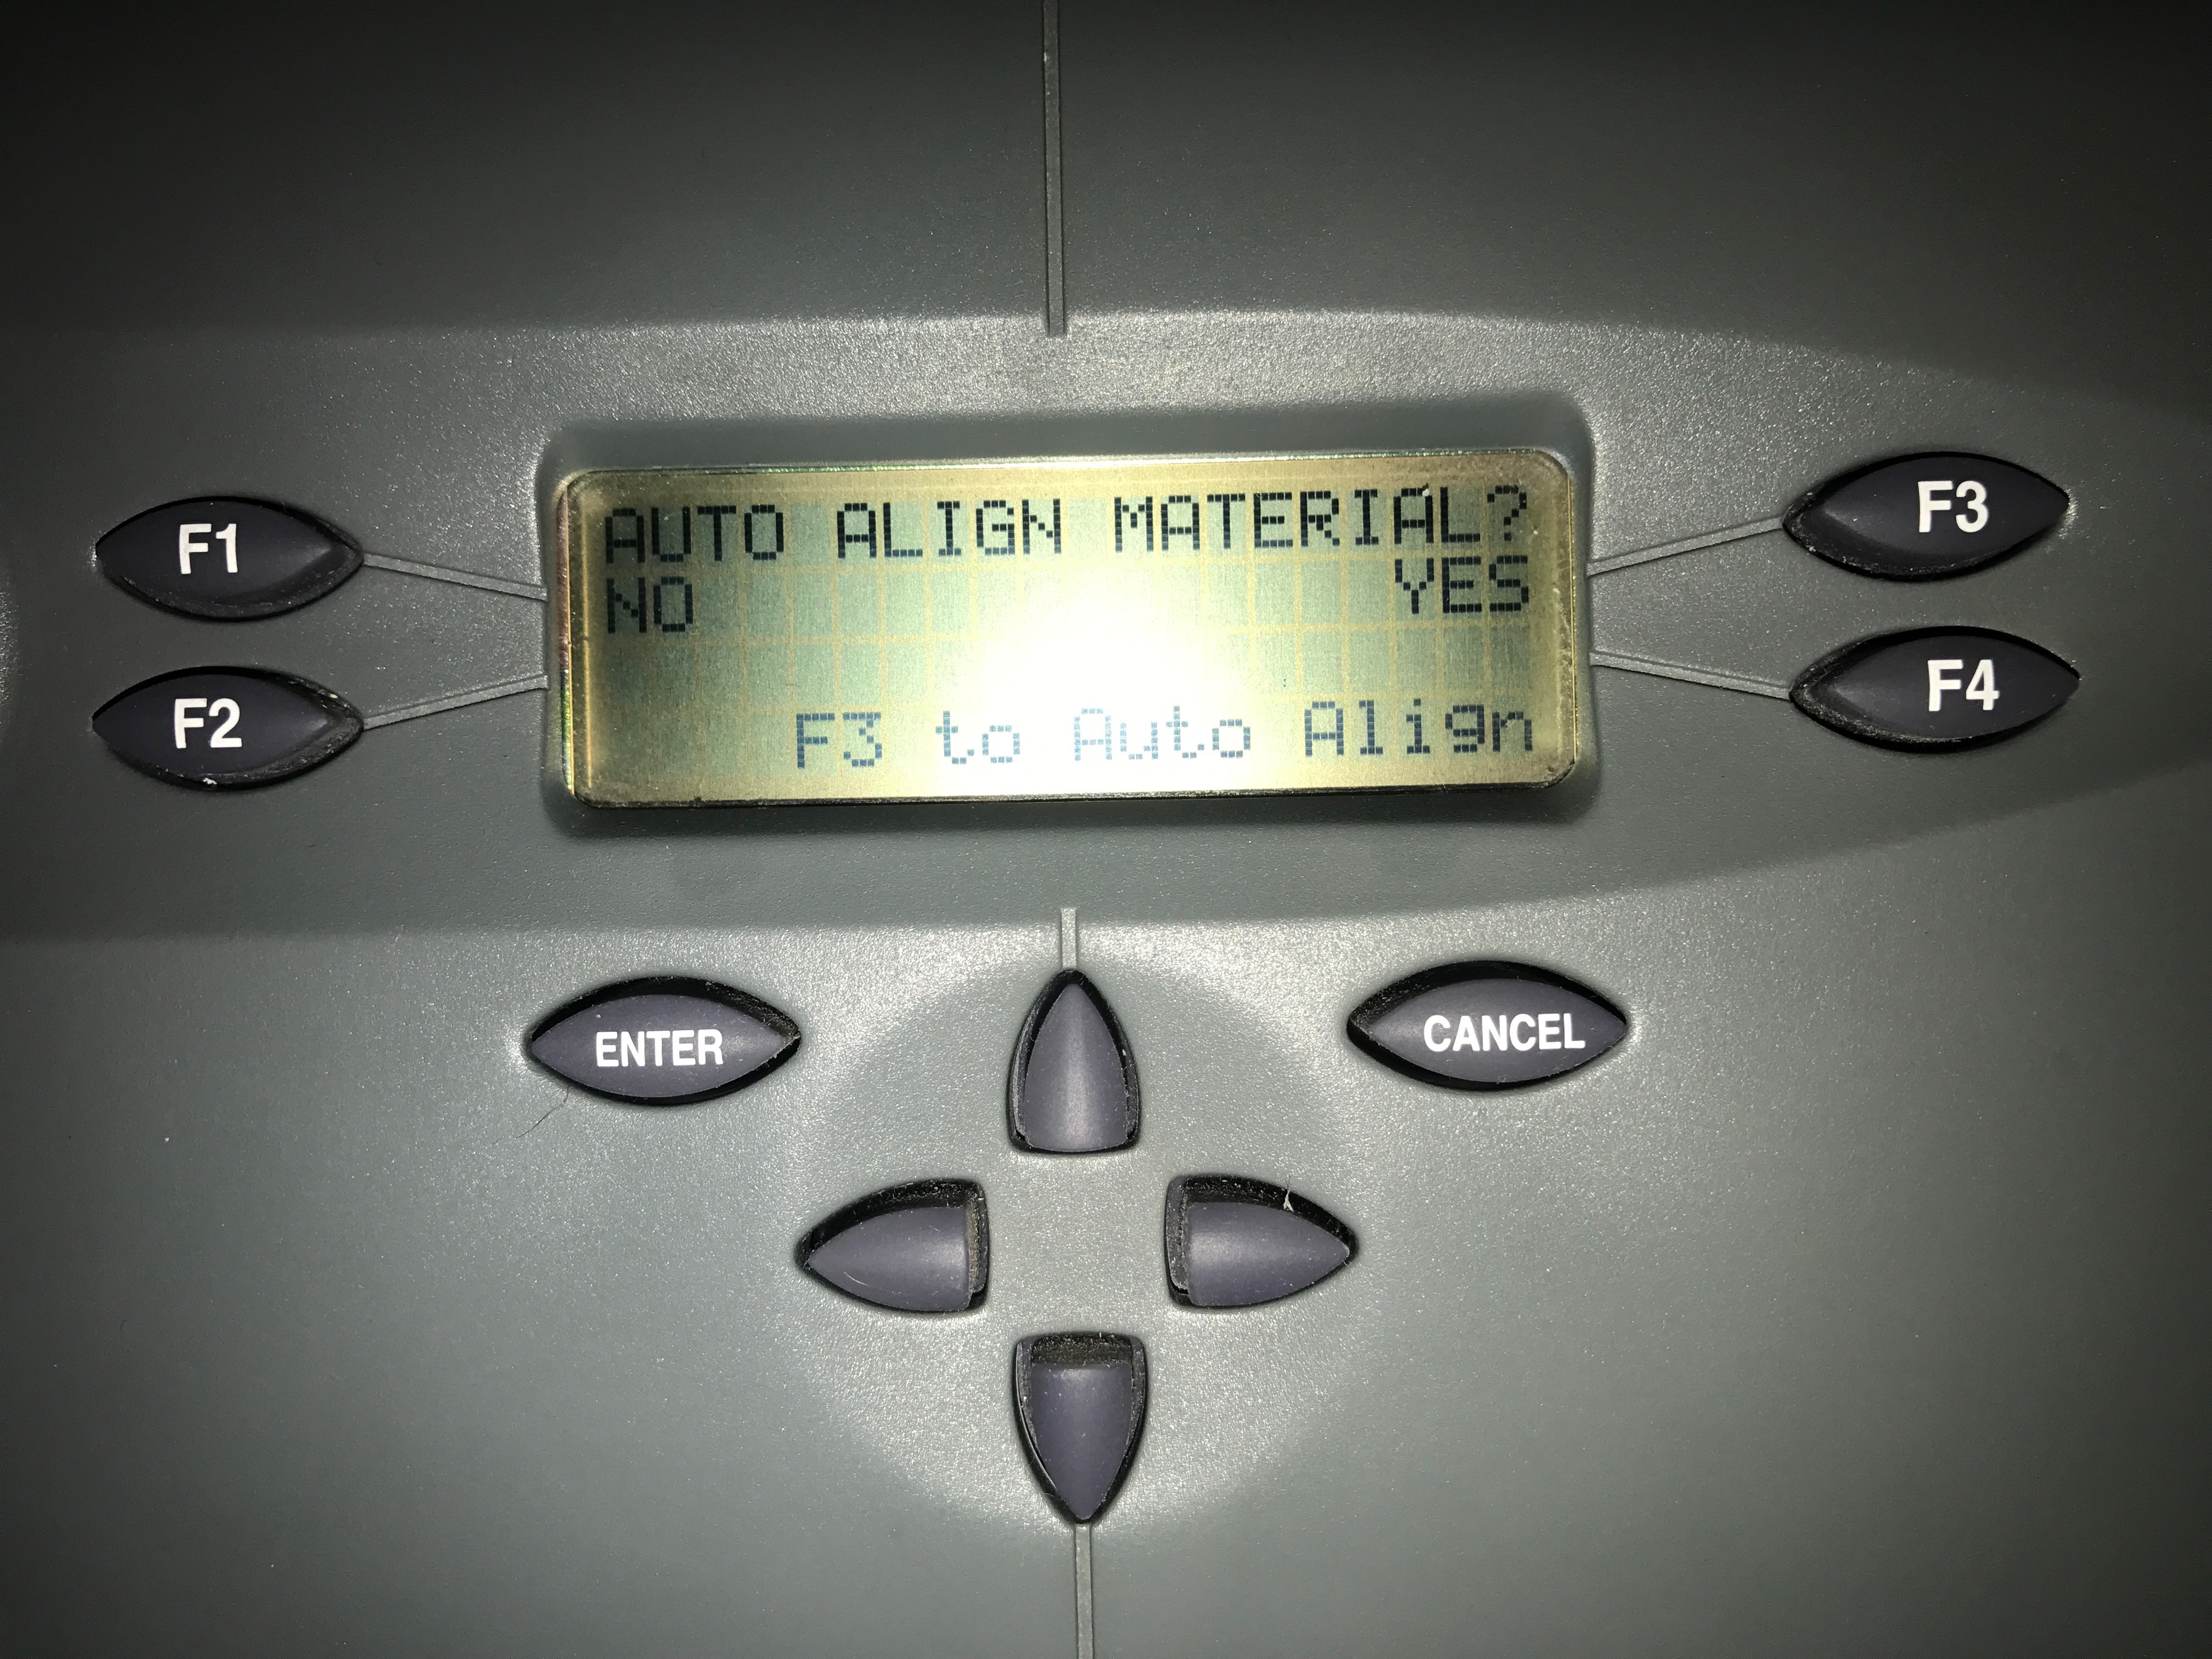 AUTO ALIGN MATERIAL?
NO YES
F3 to Auto Align
F1
F2
F3
F4
ENTER
CANCEL